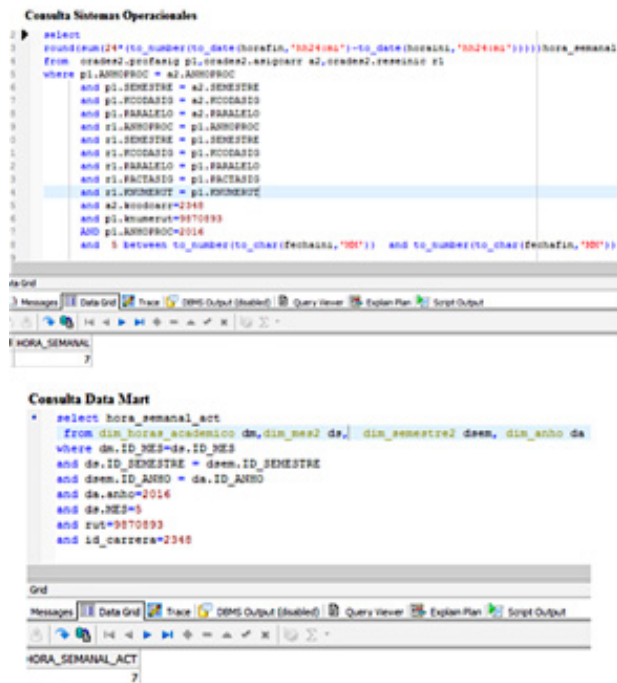 Consulta Sistemas Operacionales
select
round(sum(24*(to_number(to_date(horafin,'hh24:mi')-to_date(horaini,'hh24:mi')))))hora_semanal
from orades2.profasig p1,orades2.asigcarr a2,orades2.reseinic r1
where p1.ANHOPROC = a2.ANHOPROC
and p1.SEMESTRE = a2.SEMESTRE
and p1.KCODASIG = a2.KCODASIG
and p1.PARALELO = a2.PARALELO
and r1.ANHOPROC = p1.ANHOPROC
and r1.SEMESTRE = p1.SEMESTRE
and r1.KCODASIG = p1.KCODASIG
and r1.PARALELO = p1.PARALELO
and r1.PACTASIG = p1.PACTASIG
and r1.KNUMERUT = p1.KNUMERUT
and a2.kcodcarr=2348
and p1.knumerut=9870893
AND p1.ANHOPROC=2016
and 5 between to_number(to_char(fechaini,'MM')) and to_number(to_char(fechafin,'MM'))
ata Grid
Messages Data Grid Trace DBMS Output (disabled) Query Viewer Explain Plan Script Output
HORA_SEMANAL
7
Consulta Data Mart
select hora_semanal_act
from dim_horas_academico dm,dim_mes2 ds, dim_semestre2 dsem, dim_anho da
where dm.ID_MES=ds.ID_MES
and ds.ID_SEMESTRE = dsem.ID_SEMESTRE
and dsem.ID_ANHO = da.ID_ANHO
and da.anho=2016
and ds.MES=5
and rut=9870893
and id_carrera=2348
Grid
Messages Data Grid Trace DBMS Output (disabled) Query Viewer Explain Plan Script Output
HORA_SEMANAL_ACT
7